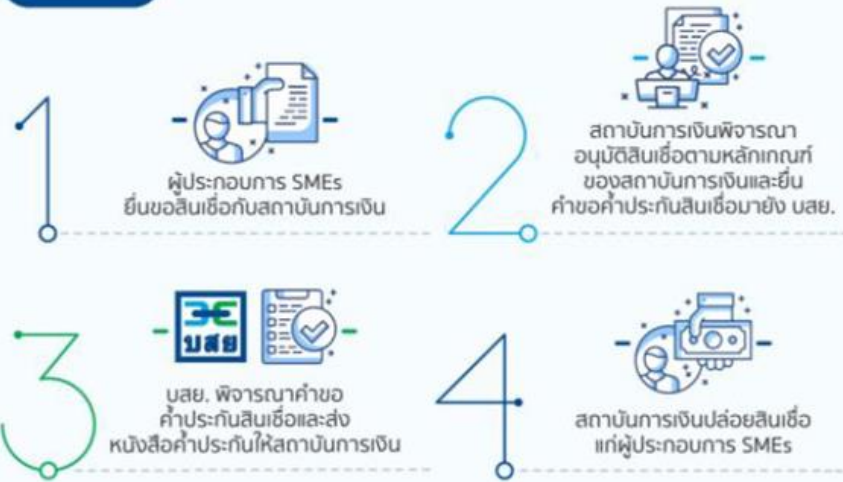 1
ผู้ประกอบการ SMEs
ยื่นขอสินเชื่อกับสถาบันการเงิน
2
สถาบันการเงินพิจารณา
อนุมัติสินเชื่อตามหลักเกณฑ์
ของสถาบันการเงินและยื่น
คำขอค้ำประกันสินเชื่อมายัง บสย.
3
บสย
บสย. พิจารณาคำขอ
ค้ำประกันสินเชื่อและส่ง
หนังสือค้ำประกันให้สถาบันการเงิน
4
สถาบันการเงินปล่อยสินเชื่อ
แก่ผู้ประกอบการ SMEs